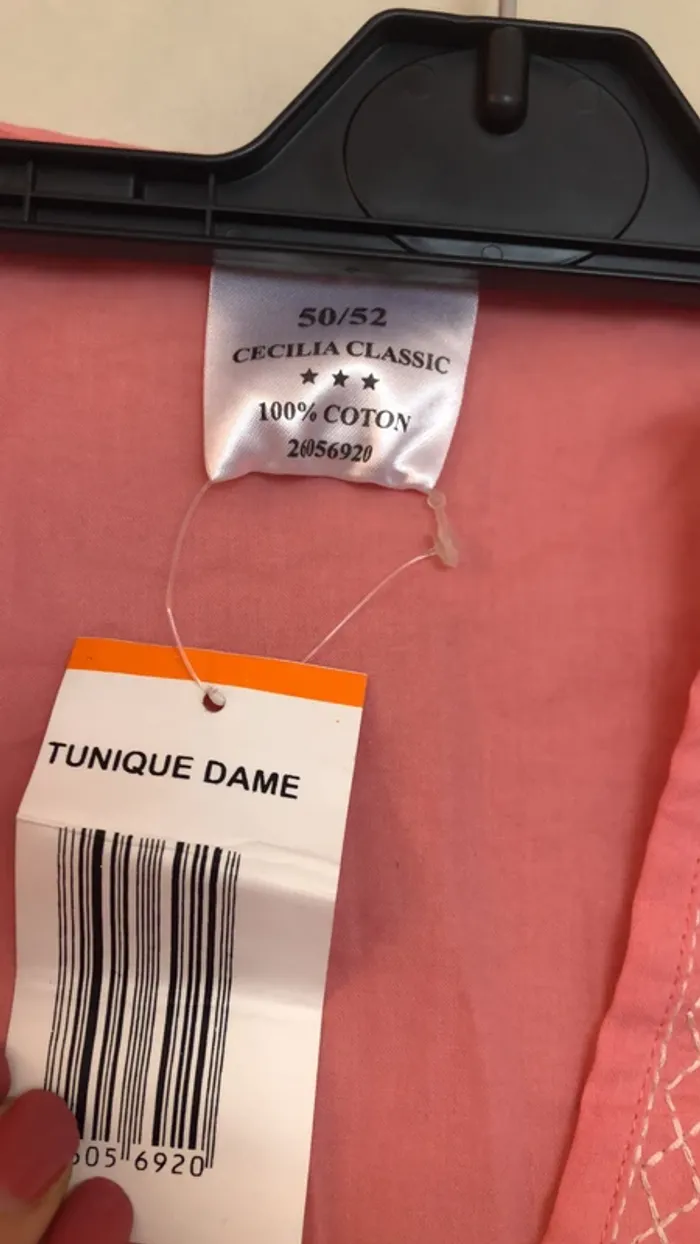 50/52
CECILIA CLASSIC
★ ★ ★
100% COTON
26056920
TUNIQUE DAME
605 6920